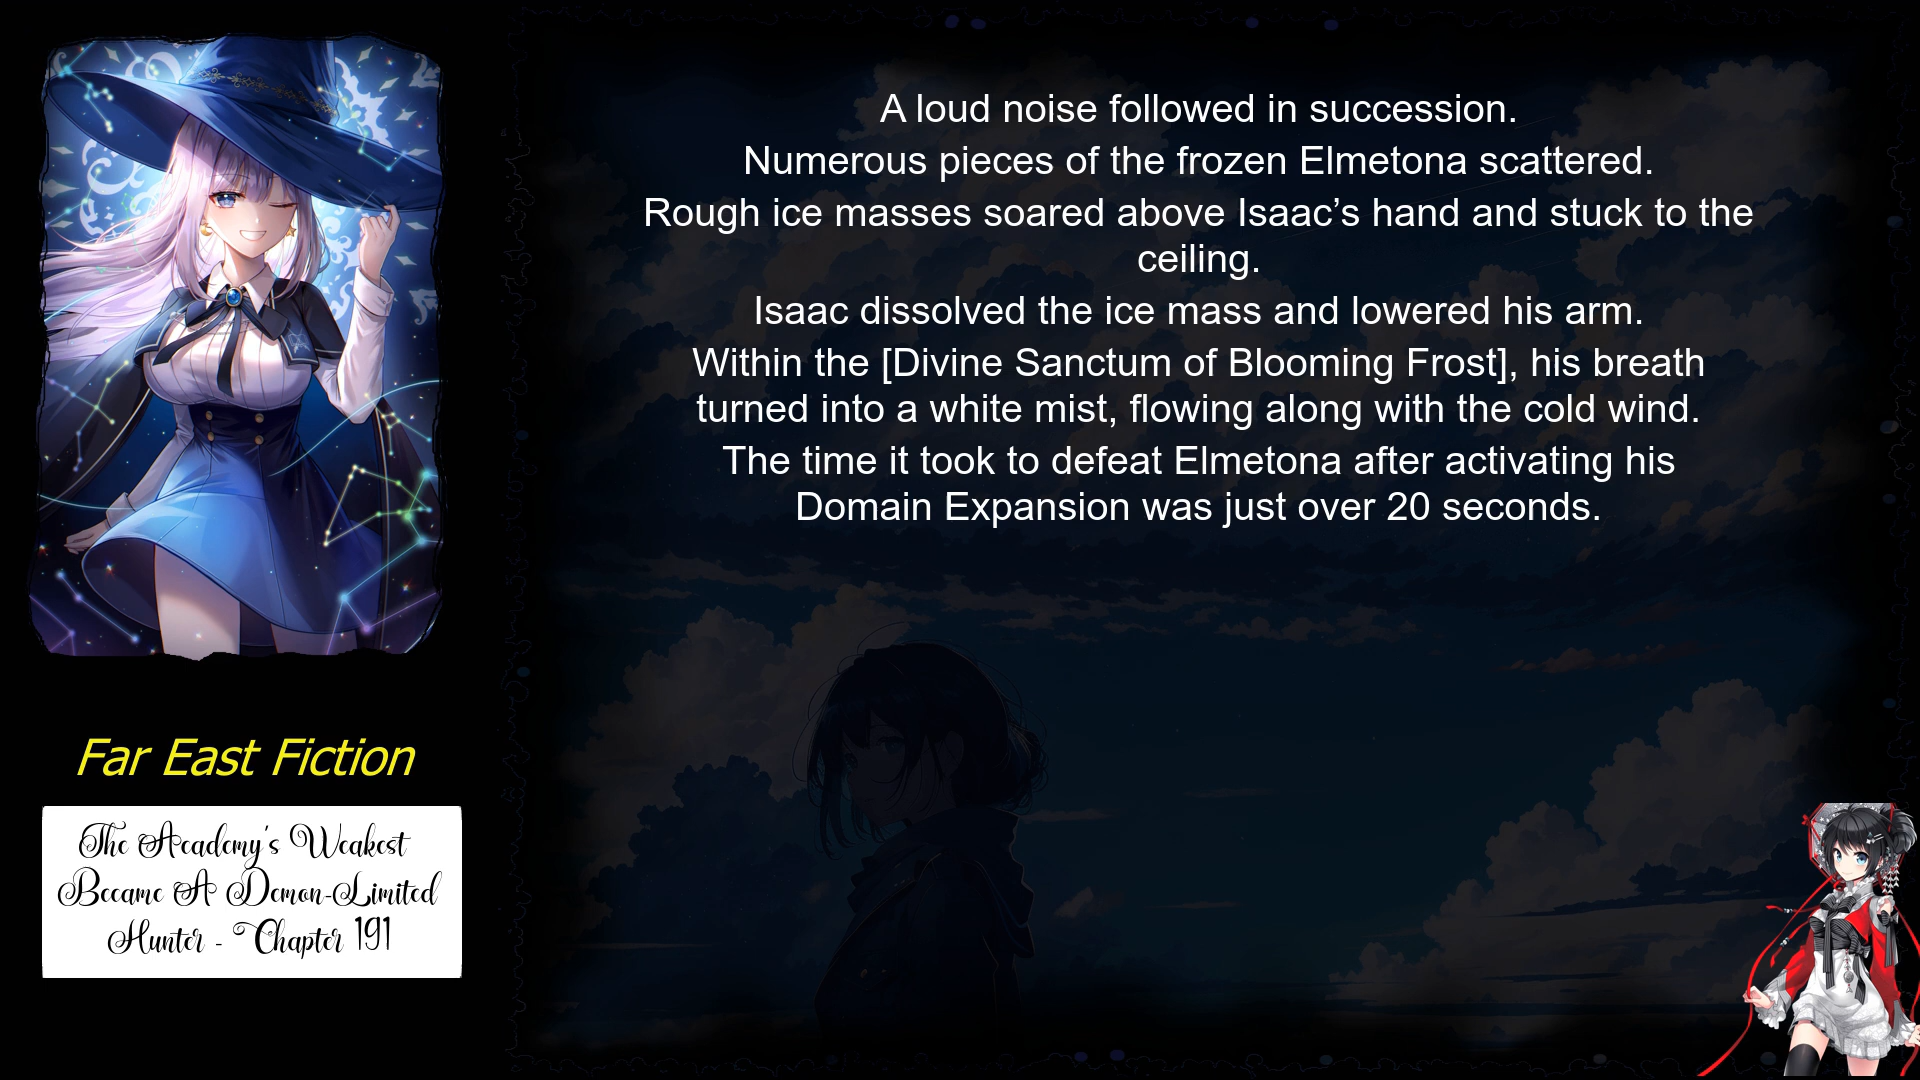 A loud noise followed in succession.
Numerous pieces of the frozen Elmetona scattered.
Rough ice masses soared above Isaac’s hand and stuck to the
ceiling.
Isaac dissolved the ice mass and lowered his arm.
Within the [Divine Sanctum of Blooming Frost], his breath
turned into a white mist, flowing along with the cold wind.
The time it took to defeat Elmetona after activating his
Domain Expansion was just over 20 seconds.
Far East Fiction
The Academy's Weakest
Became A Demon-Limited
Hunter - Chapter 191